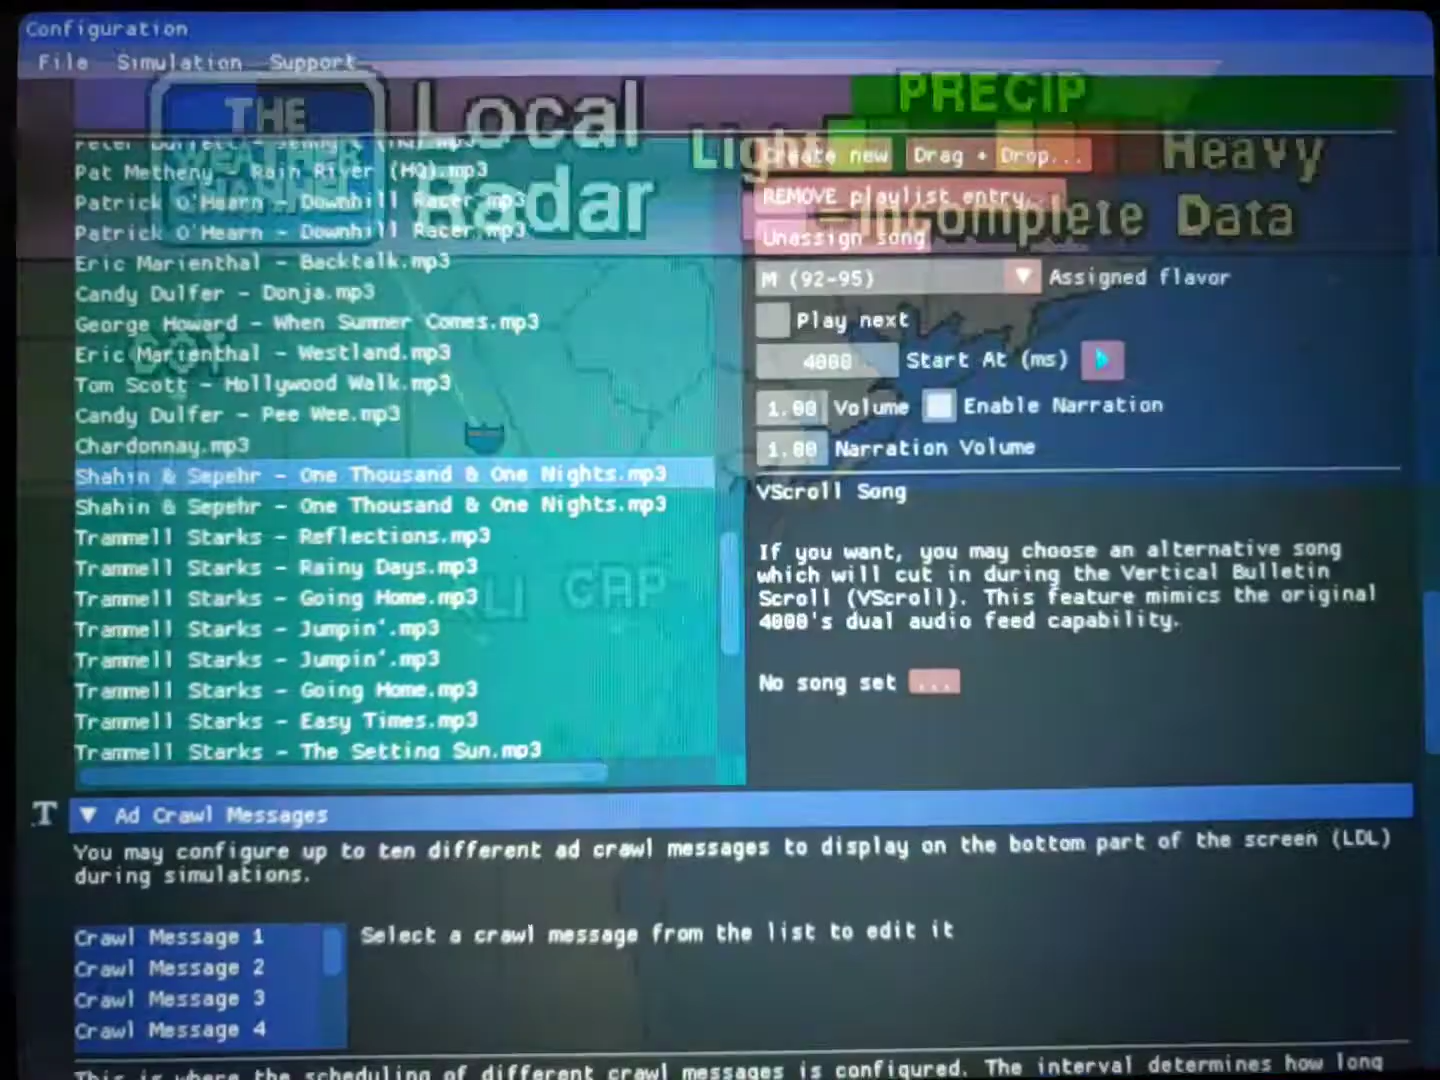 Configuration
File Simulation Support
THE
WEATHER
CHANNEL
Local
Radar
PRECIP
Light
Heavy
Incomplete Data
Pat Metheny - Rain River (HQ).mp3
Patrick O'Hearn - Downhill Racer.mp3
Patrick O'Hearn - Downhill Racer.mp3
Eric Marienthal - Backtalk.mp3
Candy Dulfer - Donja.mp3
George Howard - When Summer Comes.mp3
Eric Marienthal - Westland.mp3
Tom Scott - Hollywood Walk.mp3
Candy Dulfer - Pee Wee.mp3
Chardonnay.mp3
Shahin & Sepehr - One Thousand & One Nights.mp3
Shahin & Sepehr - One Thousand & One Nights.mp3
Trammell Starks - Reflections.mp3
Trammell Starks - Rainy Days.mp3
Trammell Starks - Going Home.mp3
Trammell Starks - Jumpin'.mp3
Trammell Starks - Jumpin'.mp3
Trammell Starks - Going Home.mp3
Trammell Starks - Easy Times.mp3
Trammell Starks - The Setting Sun.mp3
Create new Drag + Drop...
REMOVE playlist entry
Unassign song
M (92-95) Assigned flavor
Play next
4000 Start At (ms)
1.00 Volume Enable Narration
1.00 Narration Volume
VScroll Song
If you want, you may choose an alternative song
which will cut in during the Vertical Bulletin
Scroll (VScroll). This feature mimics the original
4000's dual audio feed capability.
No song set ...
GRP
T
Ad Crawl Messages
You may configure up to ten different ad crawl messages to display on the bottom part of the screen (LDL)
during simulations.
Crawl Message 1
Crawl Message 2
Crawl Message 3
Crawl Message 4
Select a crawl message from the list to edit it
This is where the scheduling of different crawl messages is configured. The interval determines how long